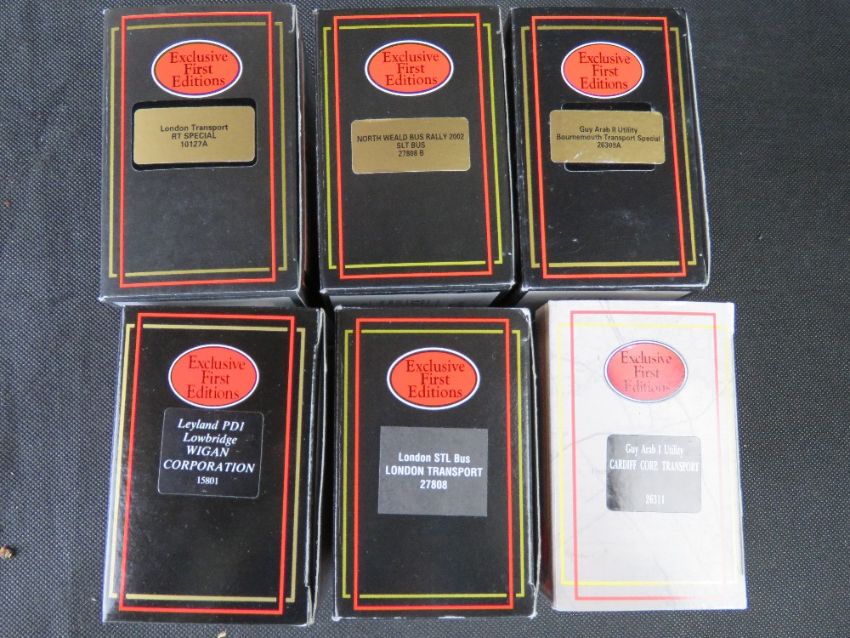 Exclusive
First
Editions
London Transport
RT SPECIAL
10127A
Exclusive
First
Editions
NORTH WEALD BUS RALLY 2002
SLT BUS
27808 B
Exclusive
First
Editions
Guy Arab II Utility
Bournemouth Transport Special
26309A
Exclusive
First
Editions
Leyland PD1
Lowbridge
WIGAN
CORPORATION
15801
Exclusive
First
Editions
London STL Bus
LONDON TRANSPORT
27808
Exclusive
First
Editions
Guy Arab 1 Utility
CARDIFF CORP. TRANSPORT
26311